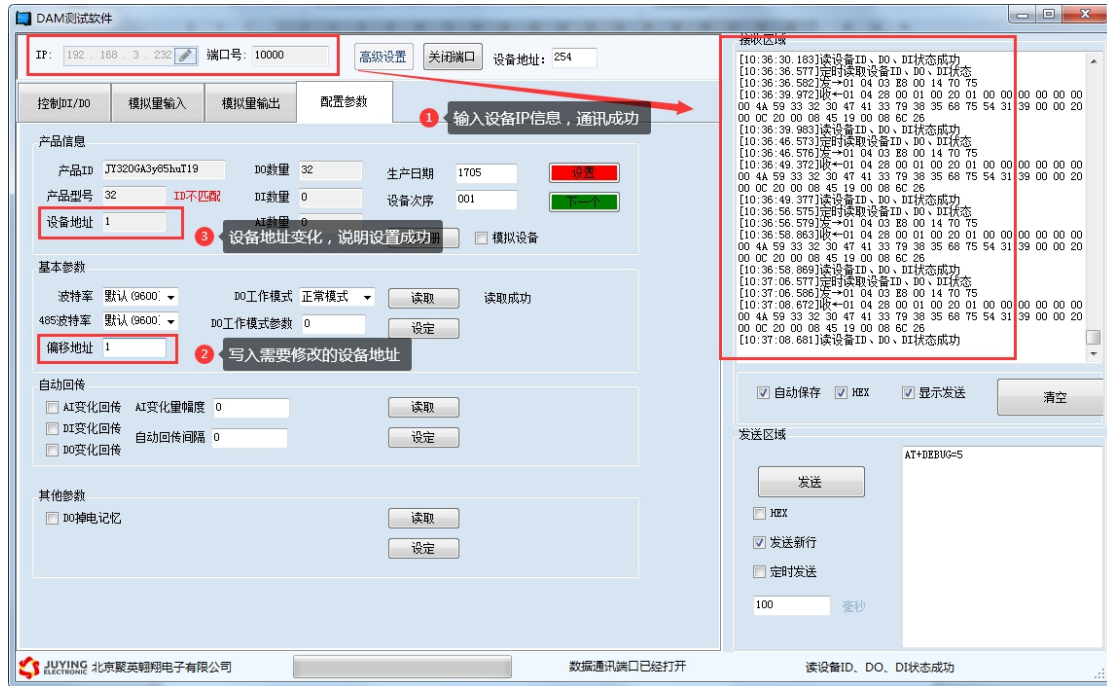 DAM测试软件
IP: 192 . 168 . 3 . 232 端口号: 10000 高级设置 关闭端口 设备地址: 254
接收区域
控制DI/DO 模拟量输入 模拟量输出 配置参数
1 输入设备IP信息，通讯成功
产品信息
产品ID JY320GA3y85huT19 DO数量 32 生产日期 1705 设置
产品型号 32 ID不匹配 DI数量 0 设备次序 001 下一个
设备地址 1 AI数量 0 模拟设备
3 设备地址变化，说明设置成功
基本参数
波特率 默认(9600) DO工作模式 正常模式 读取 读取成功
485波特率 默认(9600) DO工作模式参数 0 设定
偏移地址 1
2 写入需要修改的设备地址
自动回传
AI变化回传 AI变化量幅度 0 读取
DI变化回传 自动回传间隔 0 设定
DO变化回传
其他参数
DO掉电记忆 读取
设定
[10:36:30.183]读设备ID、DO、DI状态成功
[10:36:36.577]定时读取设备ID、DO、DI状态
[10:36:36.582]发→01 04 03 E8 00 14 70 75
[10:36:39.972]收←01 04 28 00 01 00 20 01 00 00 00 00 00
00 4A 59 33 32 30 47 41 33 79 38 35 68 75 54 31 39 00 00 20
00 0C 20 00 08 45 19 00 08 6C 26
[10:36:39.983]读设备ID、DO、DI状态成功
[10:36:46.573]定时读取设备ID、DO、DI状态
[10:36:46.576]发→01 04 03 E8 00 14 70 75
[10:36:49.372]收←01 04 28 00 01 00 20 01 00 00 00 00 00
00 4A 59 33 32 30 47 41 33 79 38 35 68 75 54 31 39 00 00 20
00 0C 20 00 08 45 19 00 08 6C 26
[10:36:49.377]读设备ID、DO、DI状态成功
[10:36:56.575]定时读取设备ID、DO、DI状态
[10:36:56.579]发→01 04 03 E8 00 14 70 75
[10:36:58.863]收←01 04 28 00 01 00 20 01 00 00 00 00 00
00 4A 59 33 32 30 47 41 33 79 38 35 68 75 54 31 39 00 00 20
00 0C 20 00 08 45 19 00 08 6C 26
[10:36:58.869]读设备ID、DO、DI状态成功
[10:37:06.577]定时读取设备ID、DO、DI状态
[10:37:06.586]发→01 04 03 E8 00 14 70 75
[10:37:08.672]收←01 04 28 00 01 00 20 01 00 00 00 00 00
00 4A 59 33 32 30 47 41 33 79 38 35 68 75 54 31 39 00 00 20
00 0C 20 00 08 45 19 00 08 6C 26
[10:37:08.681]读设备ID、DO、DI状态成功
自动保存 HEX 显示发送 清空
发送区域
AT+DEBUG=5
发送
HEX
发送新行
定时发送
100 毫秒
JUYING ELECTRONIC 北京聚英翱翔电子有限公司 数据通讯端口已经打开 读设备ID、DO、DI状态成功